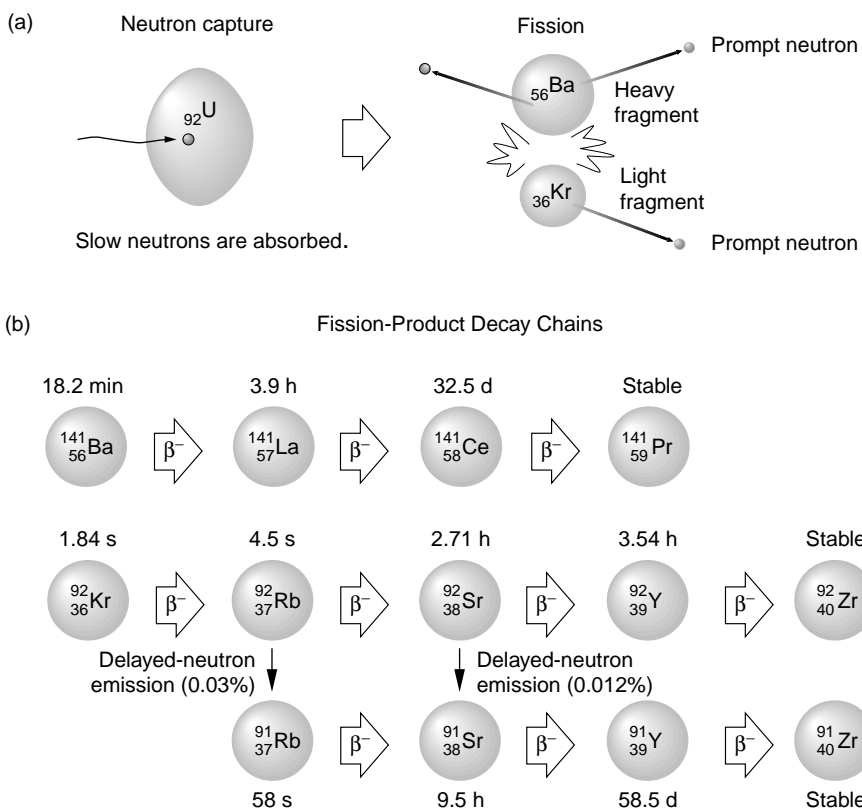 (a)
Neutron capture
Fission
Prompt neutron
92U
56Ba
Heavy
fragment
36Kr
Light
fragment
Slow neutrons are absorbed.
Prompt neutron
(b)
Fission-Product Decay Chains
18.2 min 3.9 h 32.5 d Stable
141 56Ba β− 141 57La β− 141 58Ce β− 141 59Pr
1.84 s 4.5 s 2.71 h 3.54 h Stable
92 36Kr β− 92 37Rb β− 92 38Sr β− 92 39Y β− 92 40Zr
Delayed-neutron
emission (0.03%)
Delayed-neutron
emission (0.012%)
91 37Rb β− 91 38Sr β− 91 39Y β− 91 40Zr
58 s 9.5 h 58.5 d Stable